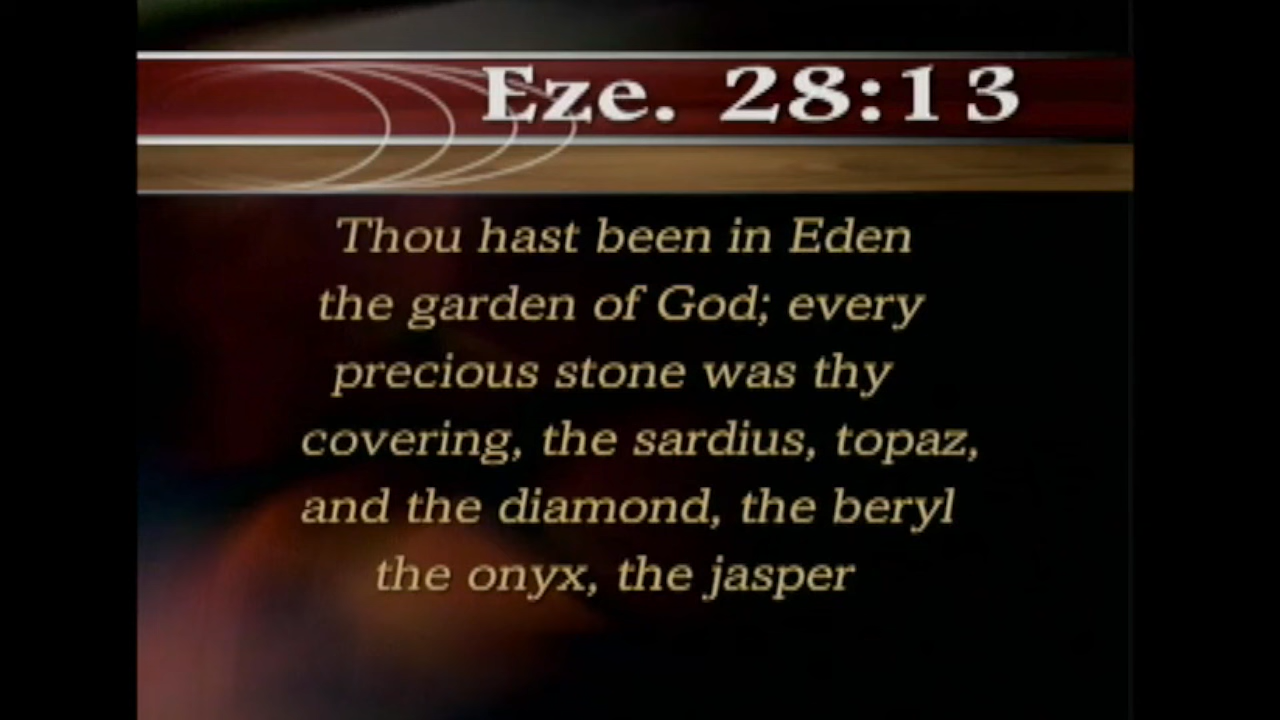 Eze. 28:13
Thou hast been in Eden
the garden of God; every
precious stone was thy
covering, the sardius, topaz,
and the diamond, the beryl
the onyx, the jasper